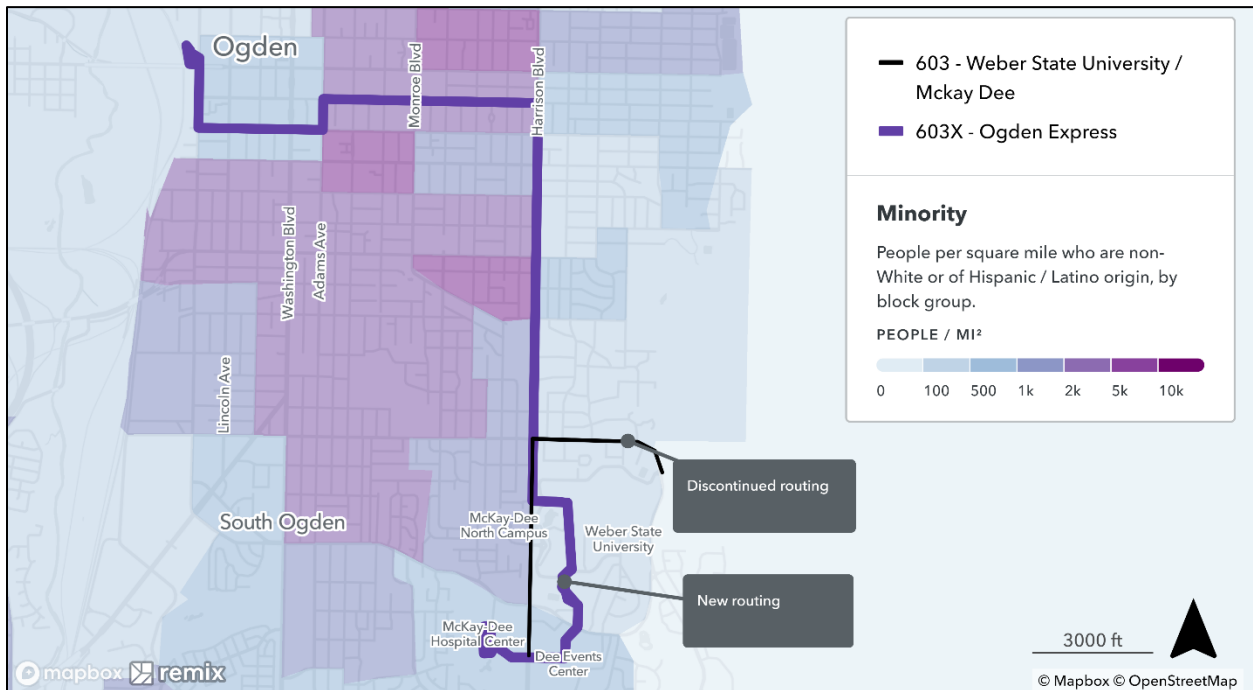 Ogden
Monroe Blvd
Harrison Blvd
Washington Blvd
Adams Ave
Lincoln Ave
South Ogden
McKay-Dee
North Campus
Weber State
University
McKay-Dee
Hospital Center
Dee Events
Center
Discontinued routing
New routing
603 - Weber State University /
Mckay Dee
603X - Ogden Express
Minority
People per square mile who are non-
White or of Hispanic / Latino origin, by
block group.
PEOPLE / MI²
0 100 500 1k 2k 5k 10k
3000 ft
mapbox remix
© Mapbox © OpenStreetMap